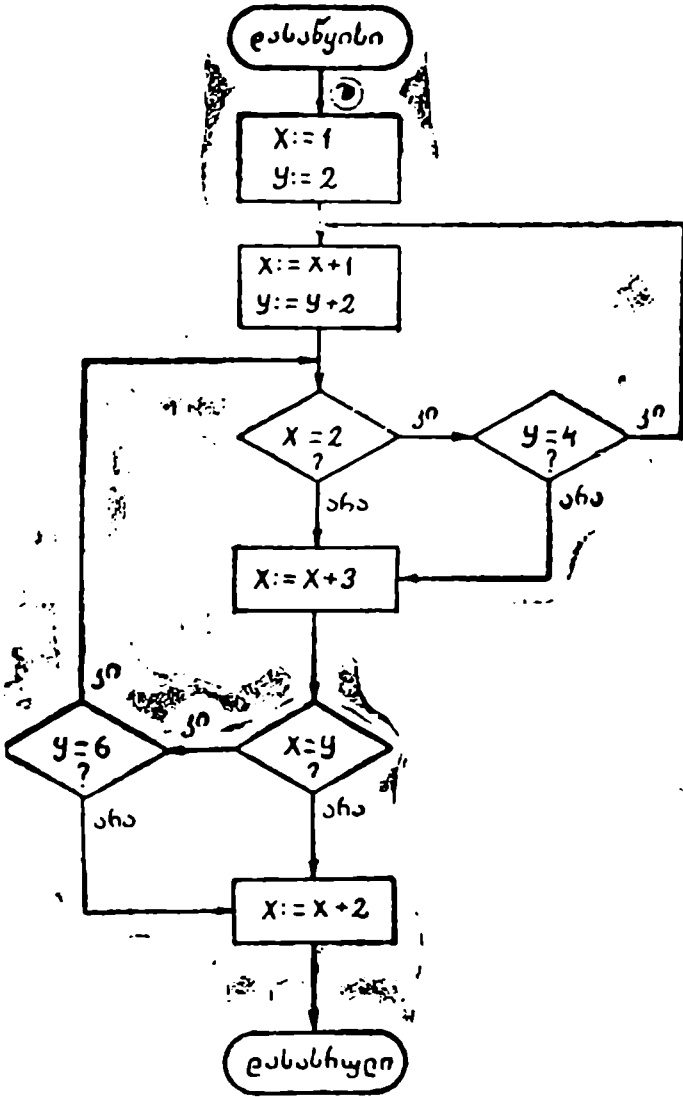 დასაწყისი
X:=1
Y:=2
X:=X+1
Y:=Y+2
X=2
?
კი
Y=4
?
კი
არა
არა
X:=X+3
კი
კი
Y=6
?
X=Y
?
არა
არა
X:=X+2
დასასრული